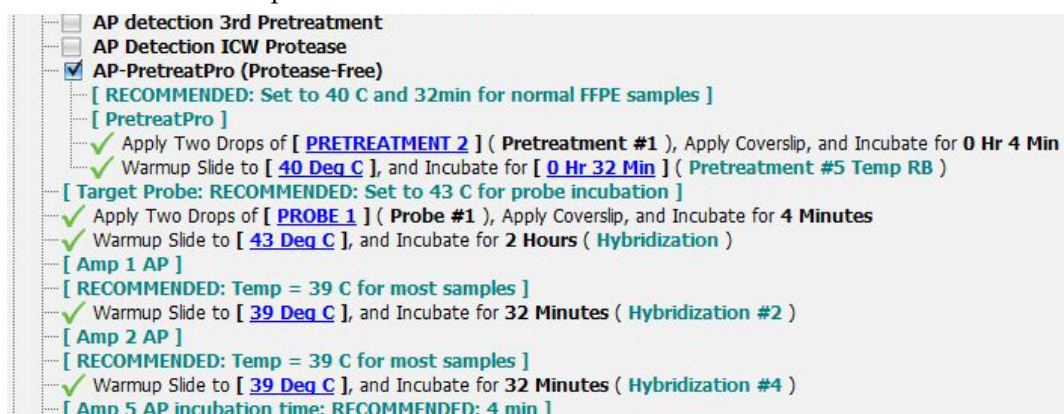 AP detection 3rd Pretreatment
AP Detection ICW Protease
AP-PretreatPro (Protease-Free)
[ RECOMMENDED: Set to 40 C and 32min for normal FFPE samples ]
[ PretreatPro ]
Apply Two Drops of [ PRETREATMENT 2 ] ( Pretreatment #1 ), Apply Coverslip, and Incubate for 0 Hr 4 Min
Warmup Slide to [ 40 Deg C ], and Incubate for [ 0 Hr 32 Min ] ( Pretreatment #5 Temp RB )
[ Target Probe: RECOMMENDED: Set to 43 C for probe incubation ]
Apply Two Drops of [ PROBE 1 ] ( Probe #1 ), Apply Coverslip, and Incubate for 4 Minutes
Warmup Slide to [ 43 Deg C ], and Incubate for 2 Hours ( Hybridization )
[ Amp 1 AP ]
[ RECOMMENDED: Temp = 39 C for most samples ]
Warmup Slide to [ 39 Deg C ], and Incubate for 32 Minutes ( Hybridization #2 )
[ Amp 2 AP ]
[ RECOMMENDED: Temp = 39 C for most samples ]
Warmup Slide to [ 39 Deg C ], and Incubate for 32 Minutes ( Hybridization #4 )
[ Amp 5 AP incubation time: RECOMMENDED: 4 min ]